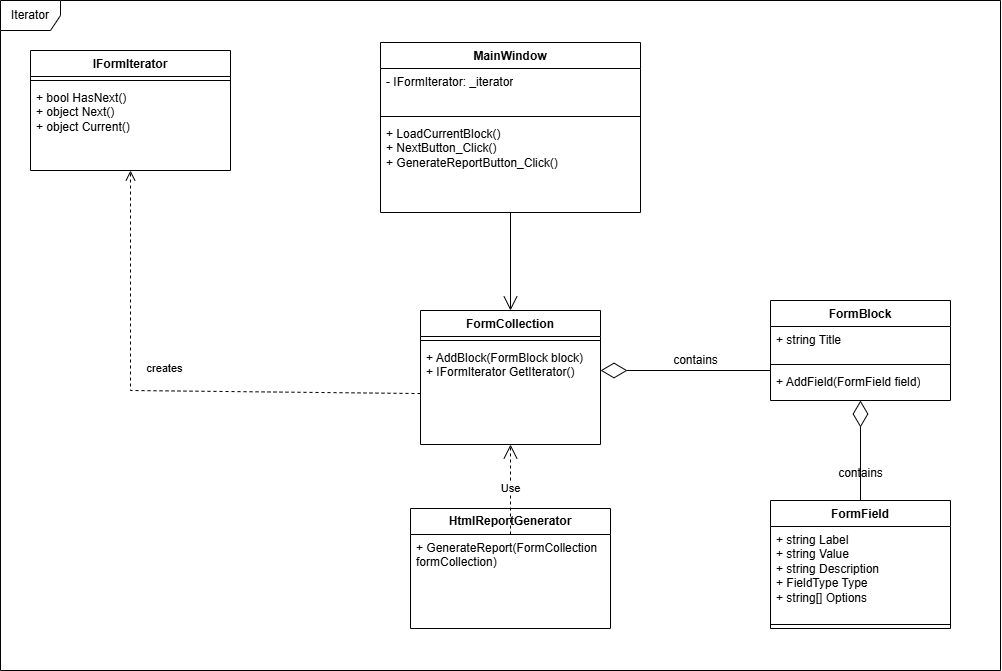 Iterator
IFormIterator
+ bool HasNext()
+ object Next()
+ object Current()
MainWindow
- IFormIterator: _iterator
+ LoadCurrentBlock()
+ NextButton_Click()
+ GenerateReportButton_Click()
creates
FormCollection
+ AddBlock(FormBlock block)
+ IFormIterator GetIterator()
contains
FormBlock
+ string Title
+ AddField(FormField field)
contains
Use
HtmlReportGenerator
+ GenerateReport(FormCollection
formCollection)
FormField
+ string Label
+ string Value
+ string Description
+ FieldType Type
+ string[] Options